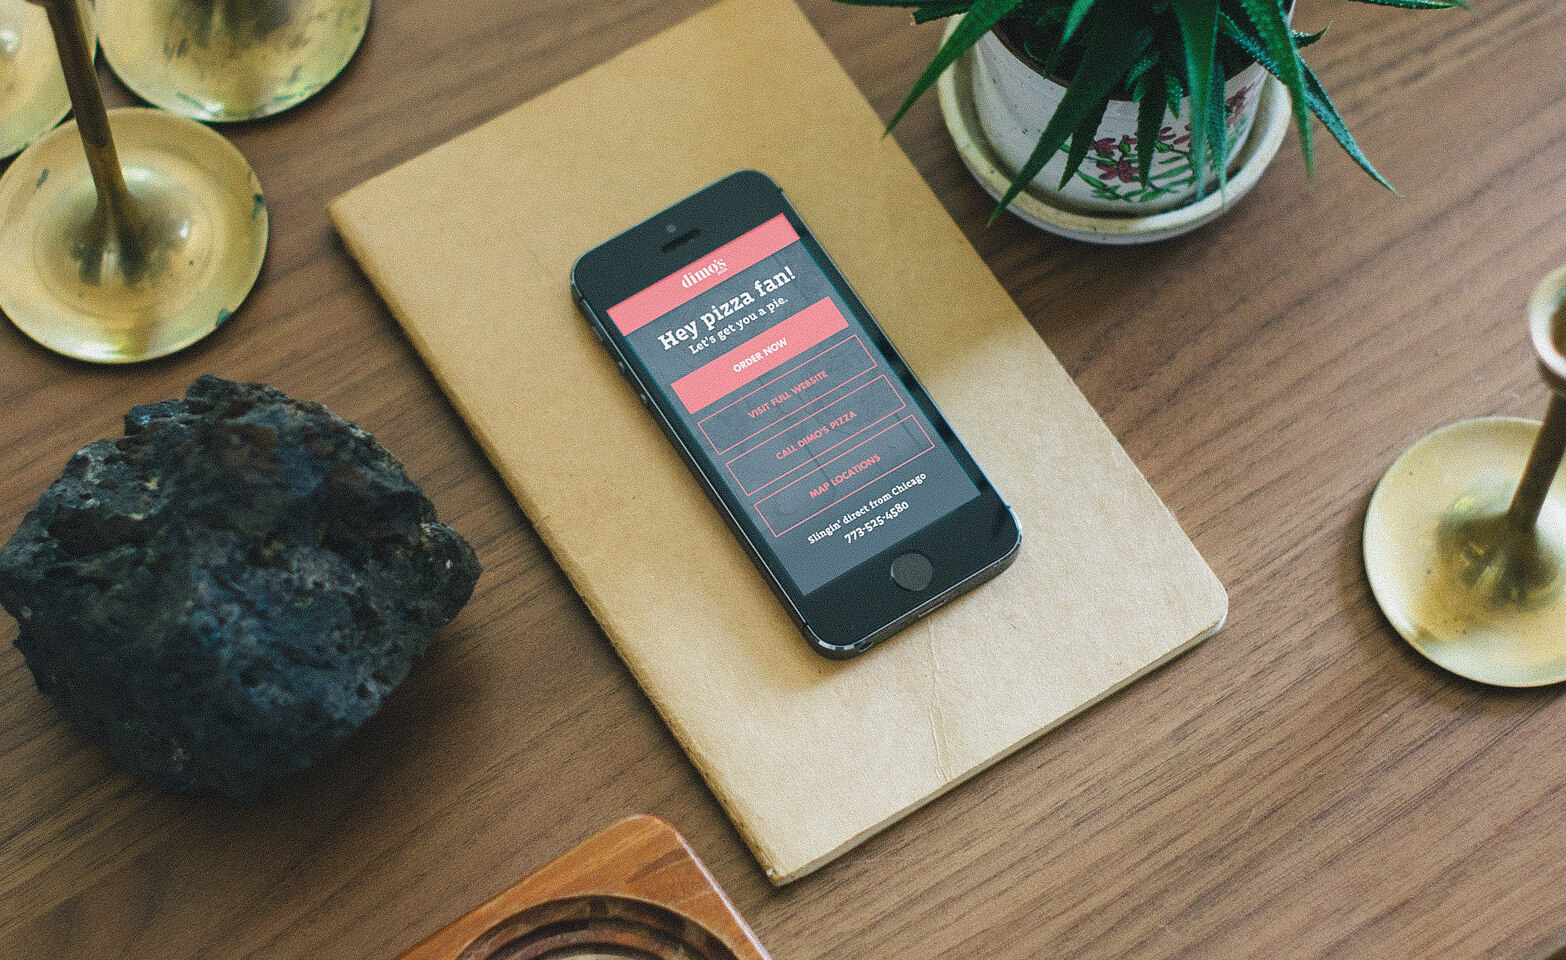 dimo's
Hey pizza fan!
Let's get you a pie.
ORDER NOW
VISIT FULL WEBSITE
CALL DIMO'S PIZZA
MAP LOCATIONS
Slingin' direct from Chicago
773-525-4580